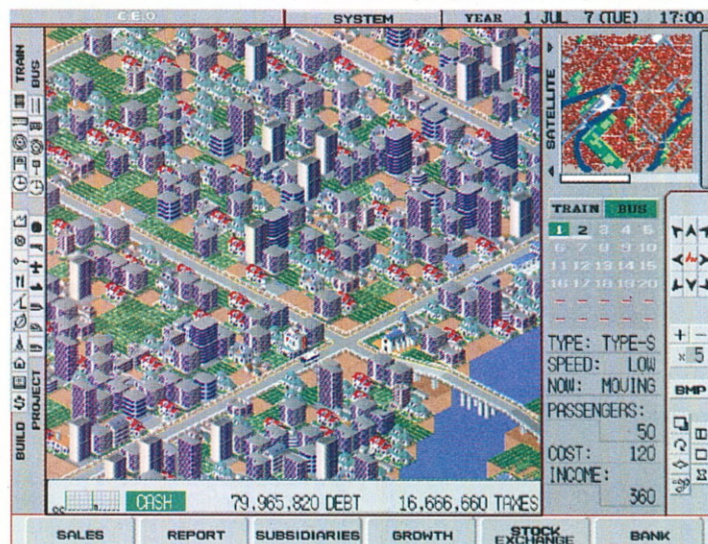 C.E.O. SYSTEM YEAR 1 JUL 7 (TUE) 17:00
TRAIN
BUS
SATELLITE
TRAIN BUS
1 2 3 4 5
6 7 8 9 10
11 12 13 14 15
16 17 18 19 20
TYPE: TYPE-S
SPEED: LOW
NOW: MOVING
PASSENGERS:
50
COST: 120
INCOME:
360
+ -
× 5
BMP
BUILD
PROJECT
CASH 79,965,820 DEBT 16,666,660 TAXES
SALES REPORT SUBSIDIARIES GROWTH STOCK EXCHANGE BANK